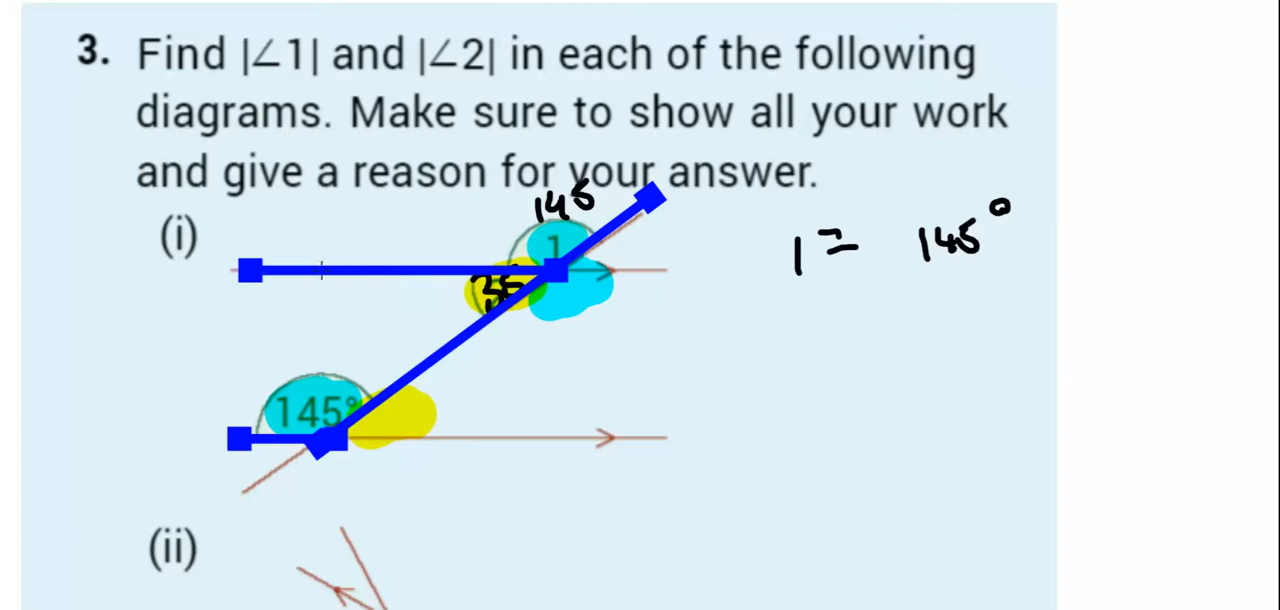 3. Find |∠1| and |∠2| in each of the following
diagrams. Make sure to show all your work
and give a reason for your answer.
(i)
145
1
1 = 145°
35
145°
(ii)